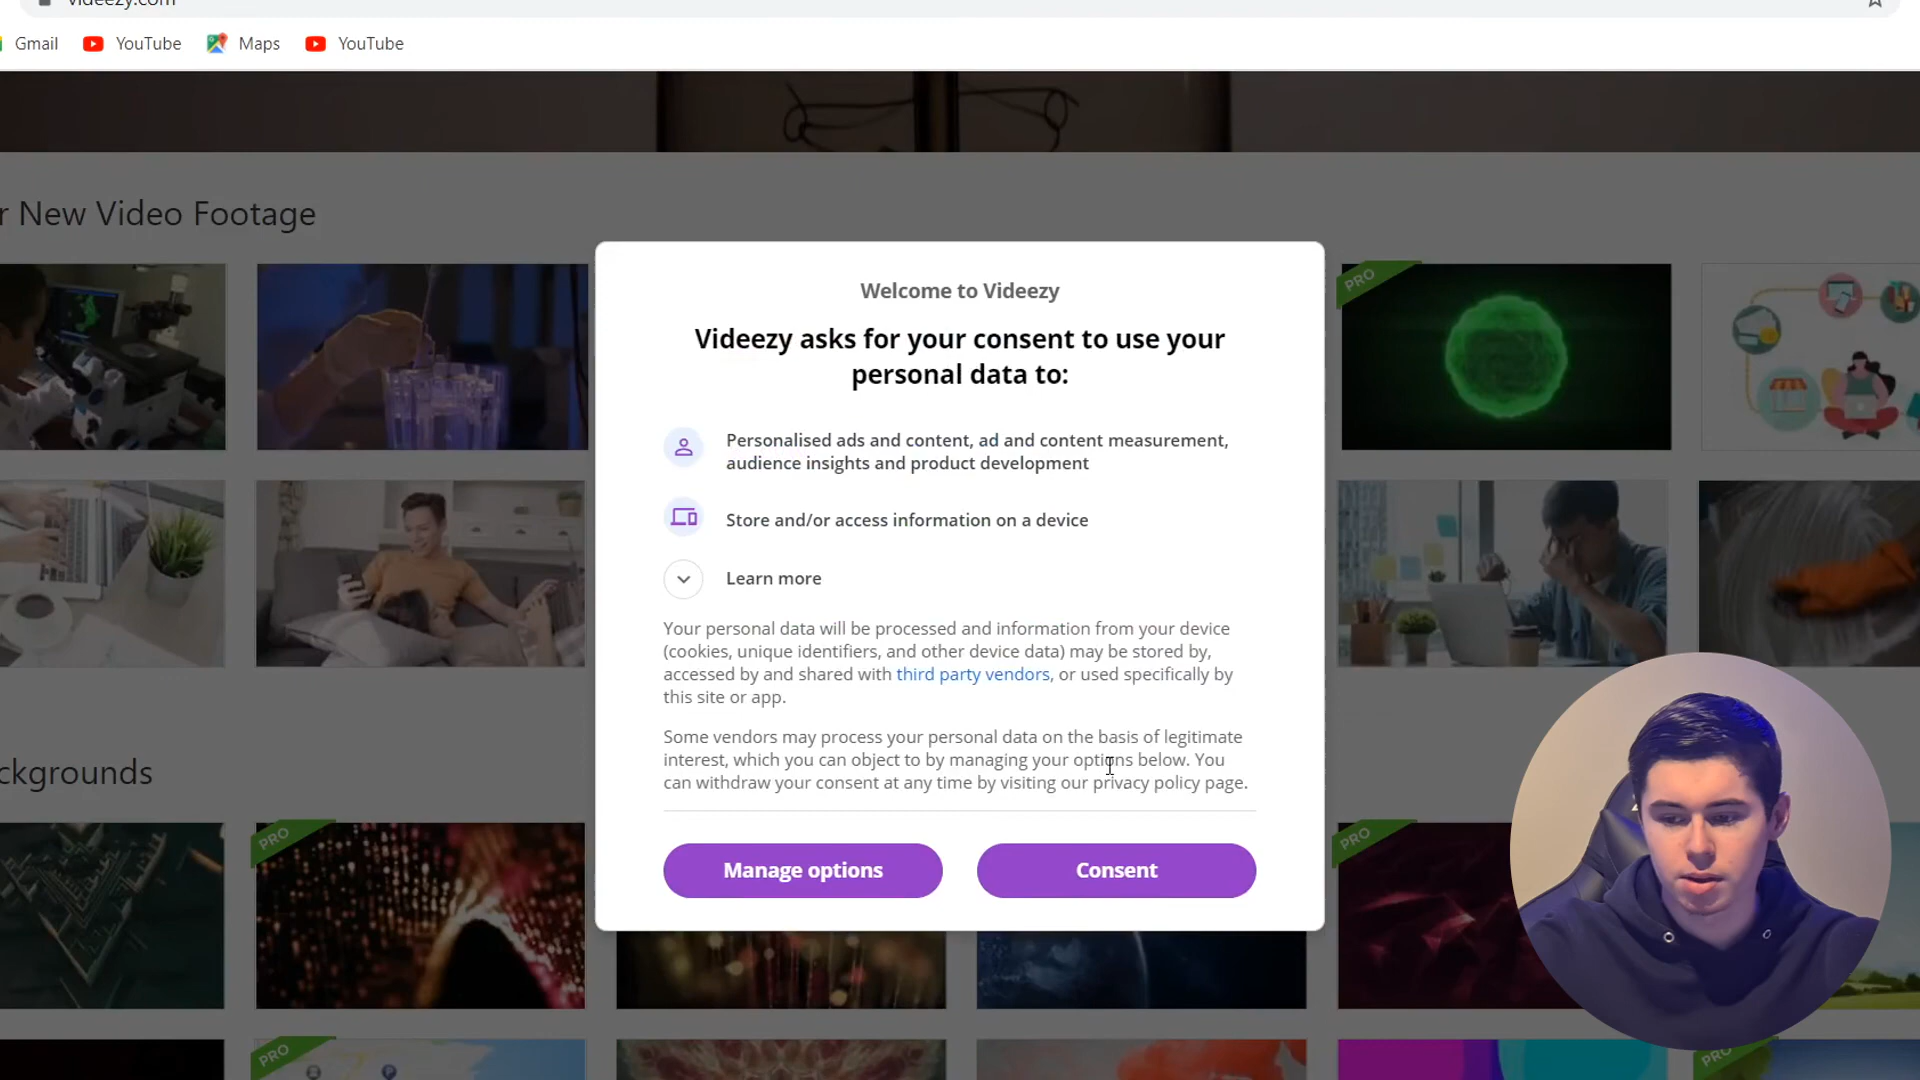 videezy.com
Gmail
YouTube
Maps
YouTube
r New Video Footage
Welcome to Videezy
Videezy asks for your consent to use your
personal data to:
Personalised ads and content, ad and content measurement,
audience insights and product development
Store and/or access information on a device
Learn more
Your personal data will be processed and information from your device
(cookies, unique identifiers, and other device data) may be stored by,
accessed by and shared with third party vendors, or used specifically by
this site or app.
Some vendors may process your personal data on the basis of legitimate
interest, which you can object to by managing your options below. You
can withdraw your consent at any time by visiting our privacy policy page.
Manage options
Consent
PRO
ckgrounds
PRO
PRO
PRO
PRO